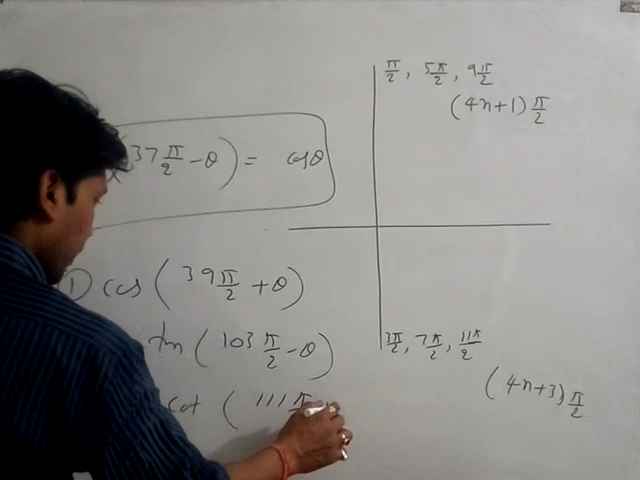 (37 π/2 - θ) = cosθ
① cos (39 π/2 + θ)
tan (103 π/2 - θ)
cot (111 π
π/2, 5π/2, 9π/2
(4n+1) π/2
3π/2, 7π/2, 11π/2
(4n+3) π/2